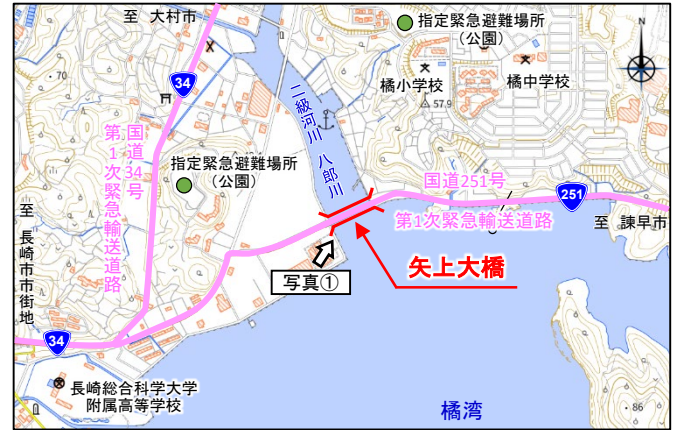 至 大村市
指定緊急避難場所
（公園）
N
34
・70
橘小学校
橘中学校
△ 57.9
二級河川 八郎川
国道34号
第1次緊急輸送道路
指定緊急避難場所
（公園）
国道251号
251
第1次緊急輸送道路
至 諫早市
至 長崎市市街地
矢上大橋
写真①
34
長崎総合科学大学
附属高等学校
橘湾
・86